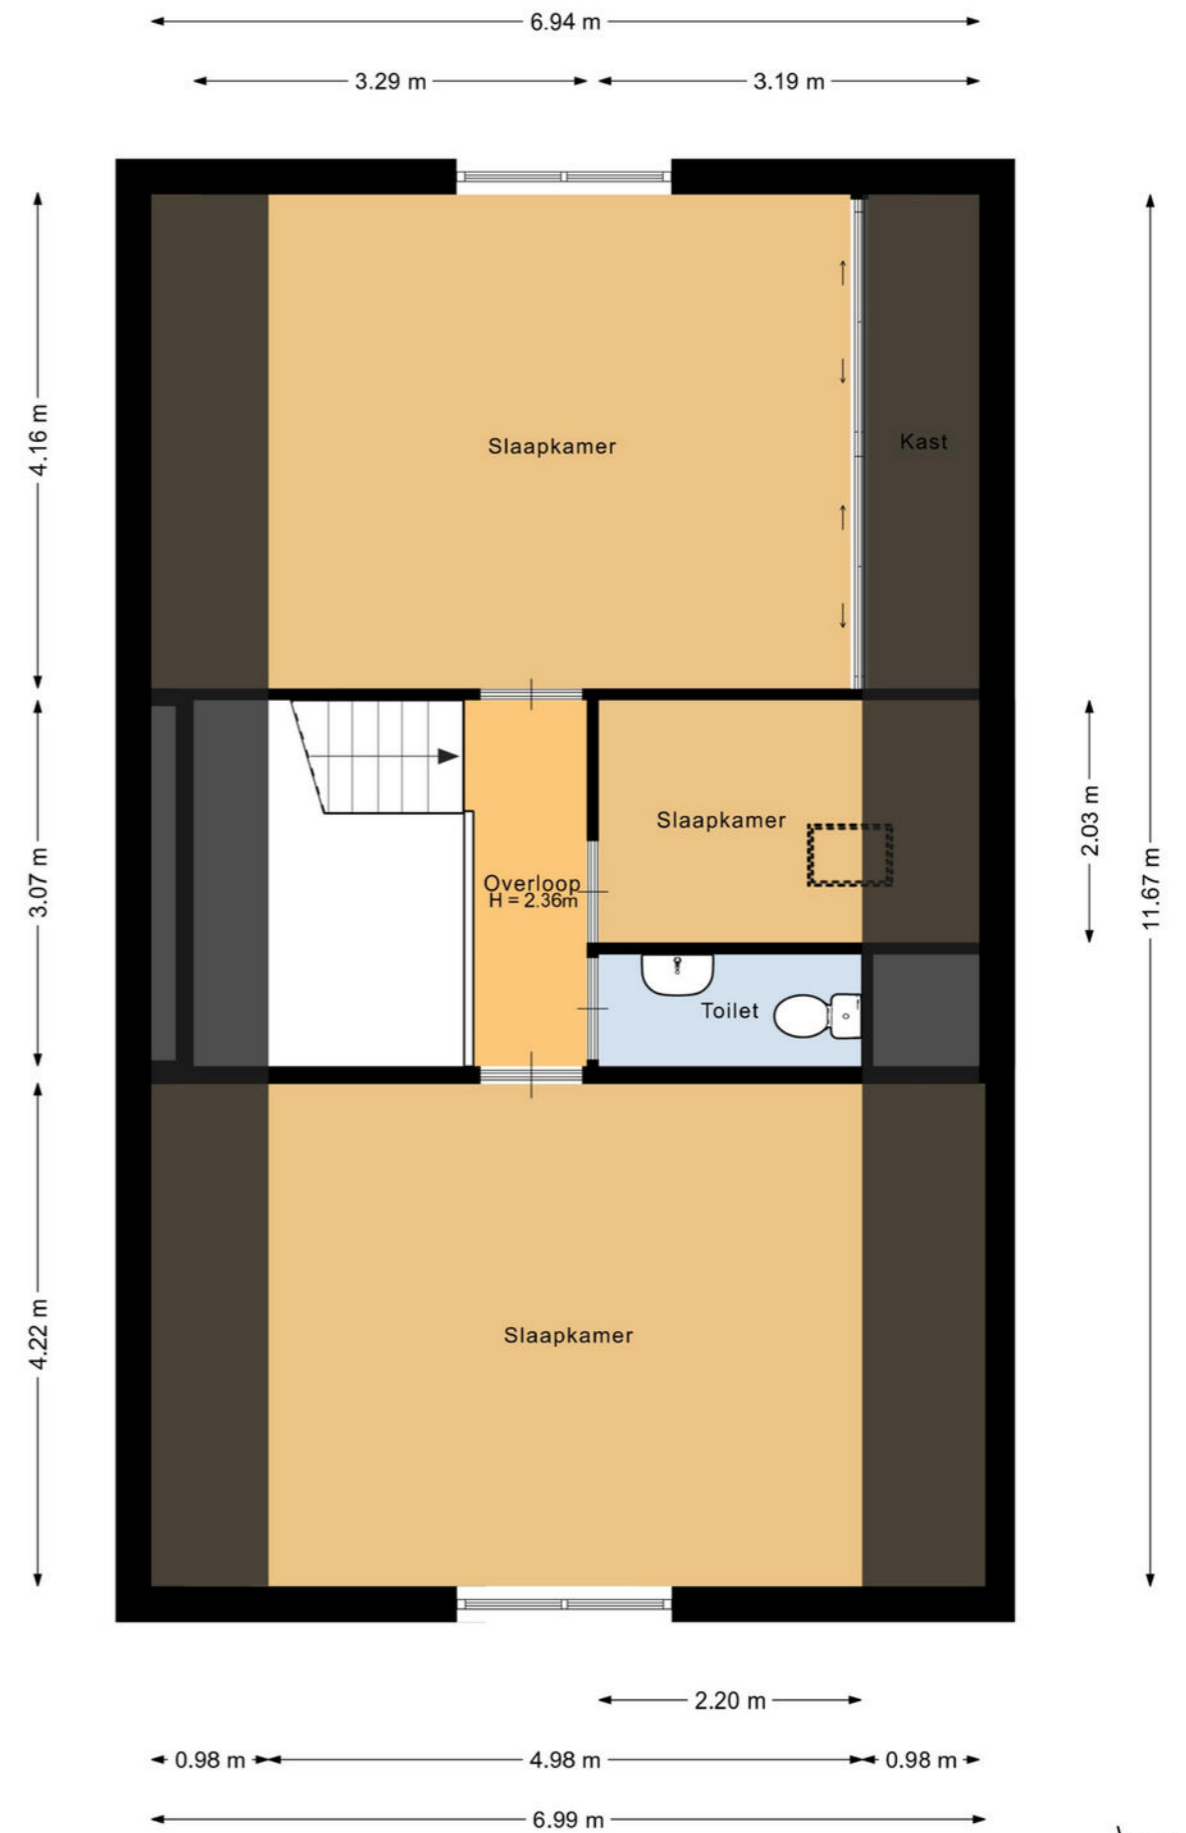 6.94 m
3.29 m
3.19 m
4.16 m
Slaapkamer
Kast
3.07 m
Slaapkamer
2.03 m
11.67 m
Overloop
H = 2.36m
Toilet
4.22 m
Slaapkamer
2.20 m
0.98 m
4.98 m
0.98 m
6.99 m